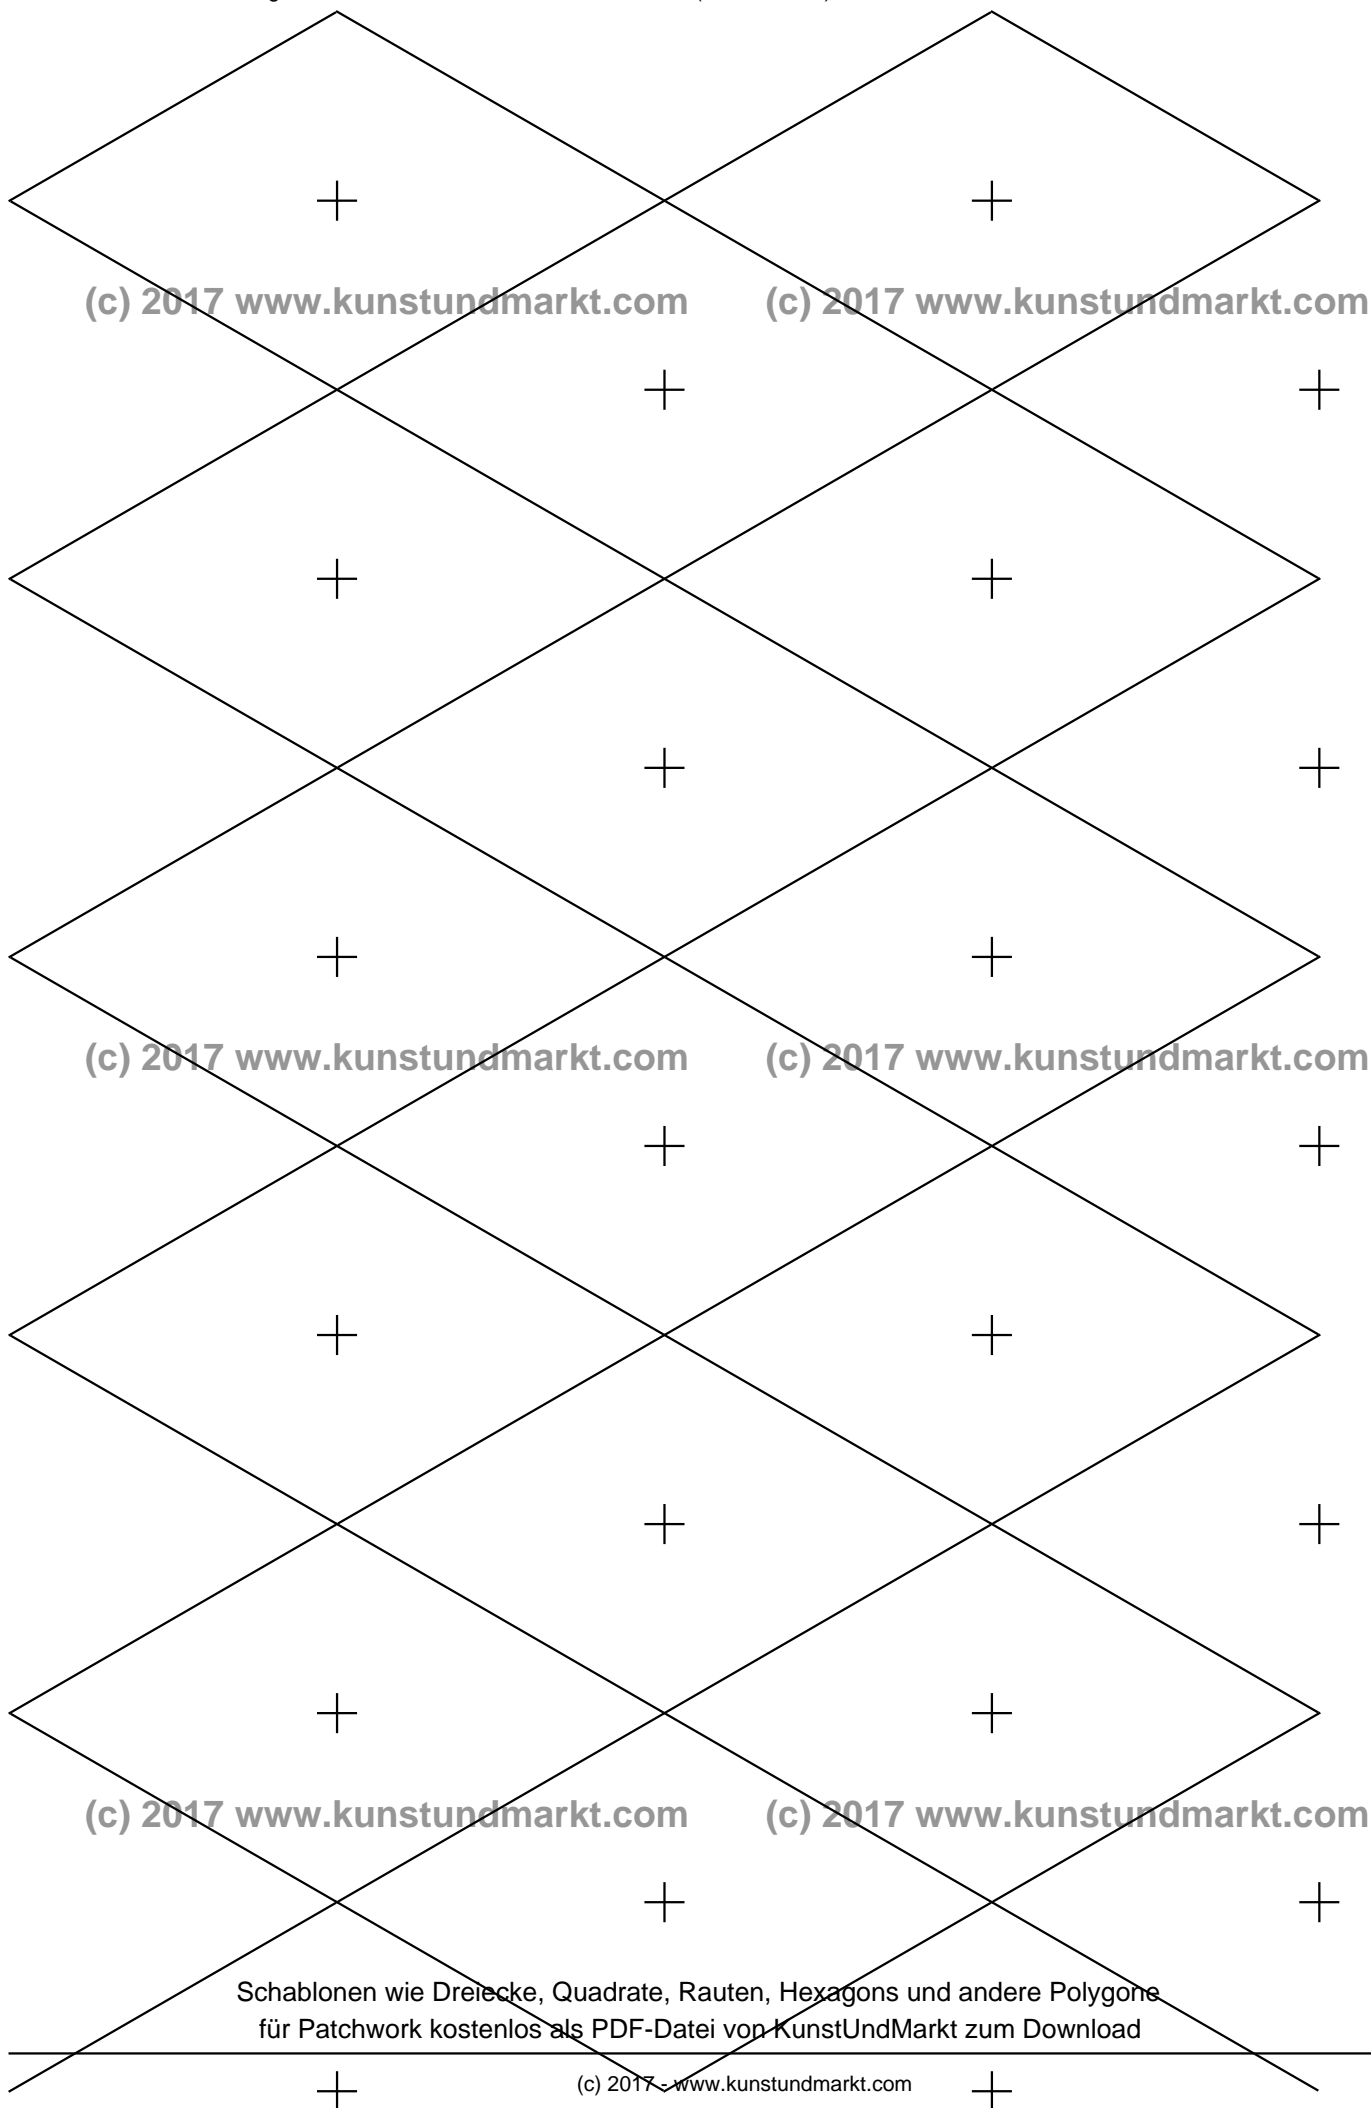 (c) 2017 www.kunstundmarkt.com (c) 2017 www.kunstundmarkt.com
(c) 2017 www.kunstundmarkt.com (c) 2017 www.kunstundmarkt.com
(c) 2017 www.kunstundmarkt.com (c) 2017 www.kunstundmarkt.com
Schablonen wie Dreiecke, Quadrate, Rauten, Hexagons und andere Polygone
für Patchwork kostenlos als PDF-Datei von KunstUndMarkt zum Download
(c) 2017 - www.kunstundmarkt.com